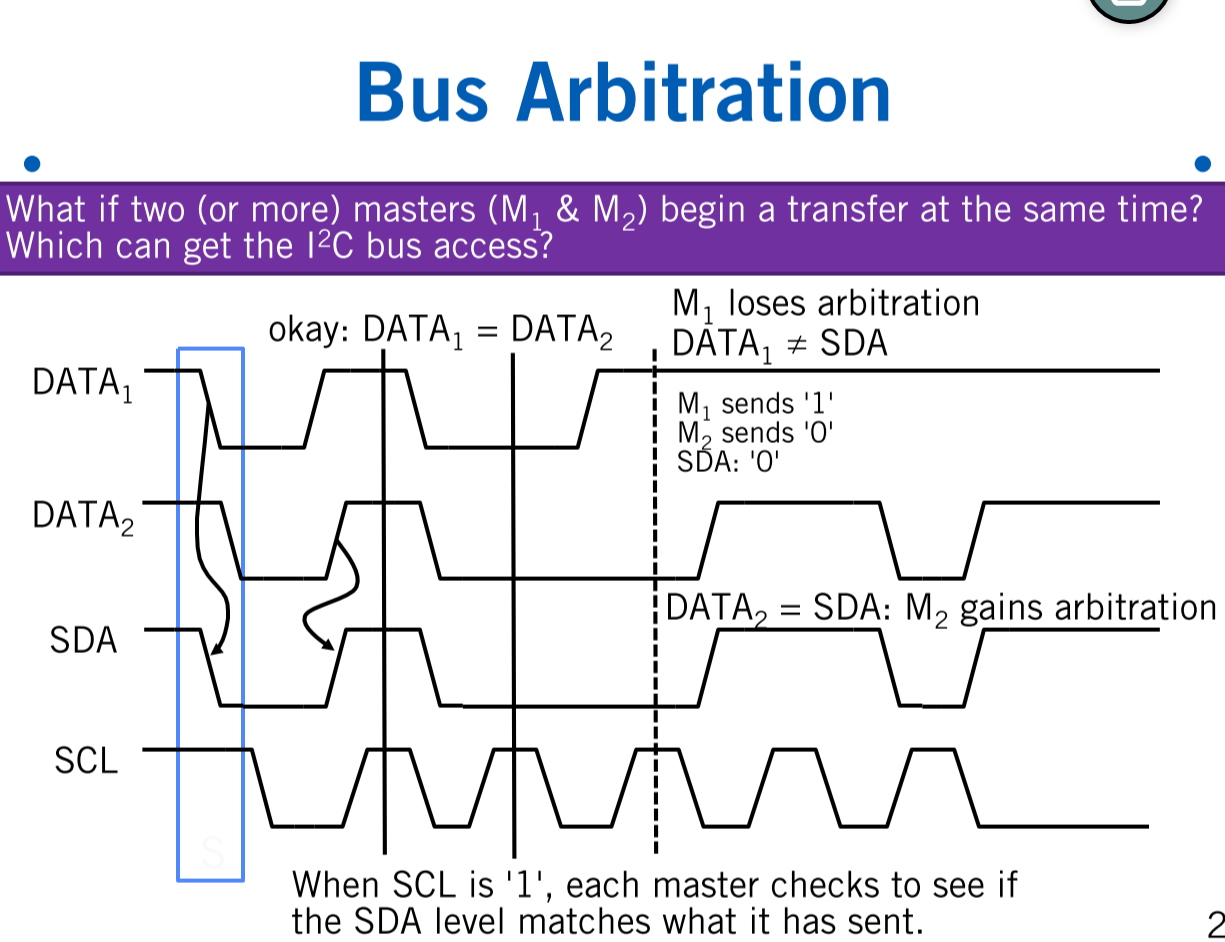 Bus Arbitration
What if two (or more) masters (M₁ & M₂) begin a transfer at the same time?
Which can get the I²C bus access?
M₁ loses arbitration
okay: DATA₁ = DATA₂
DATA₁ ≠ SDA
DATA₁
M₁ sends '1'
M₂ sends '0'
SDA: '0'
DATA₂
DATA₂ = SDA: M₂ gains arbitration
SDA
SCL
S
When SCL is '1', each master checks to see if
the SDA level matches what it has sent.
2